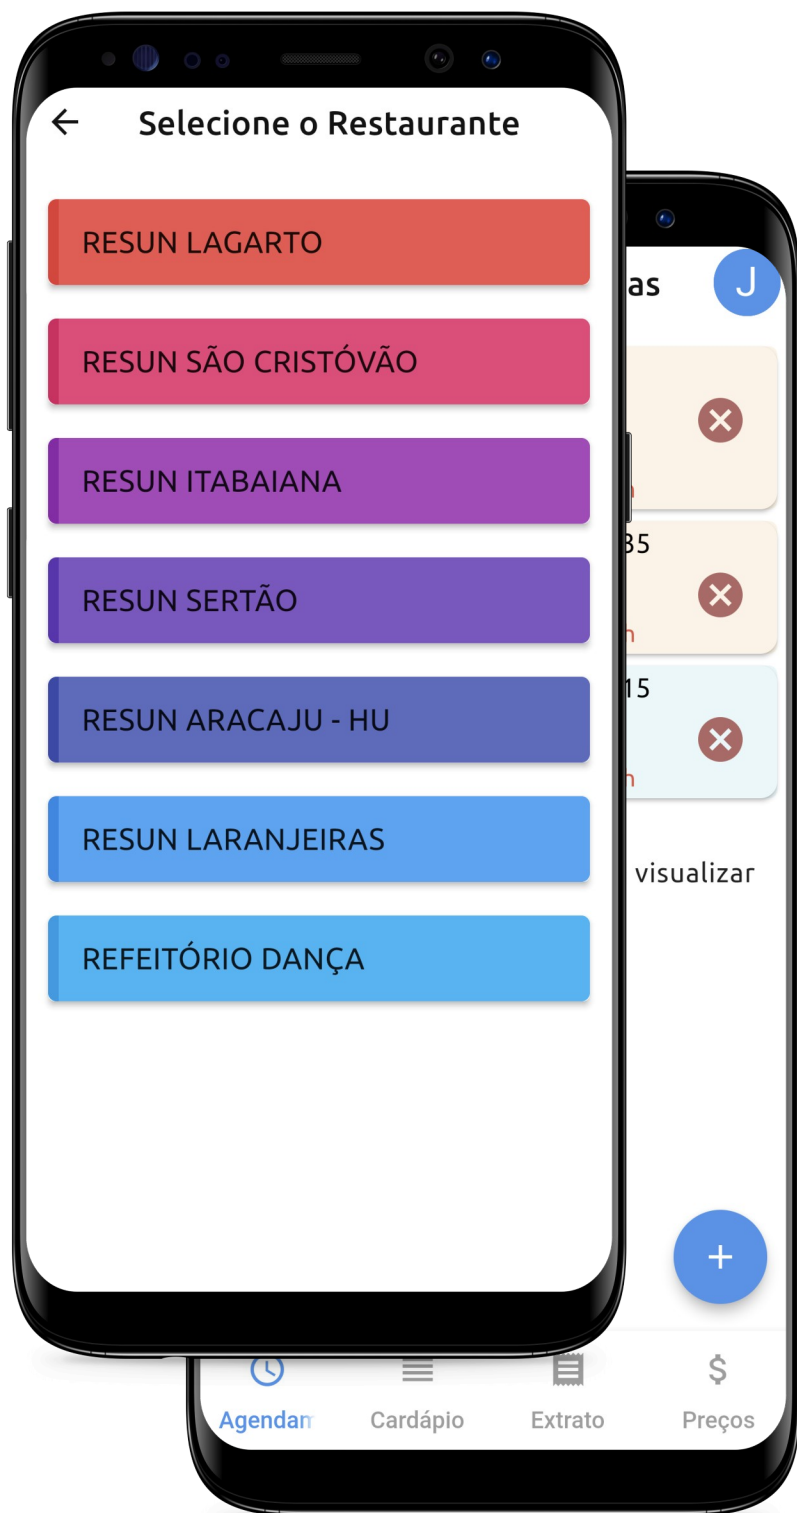 Selecione o Restaurante
RESUN LAGARTO
RESUN SÃO CRISTÓVÃO
RESUN ITABAIANA
RESUN SERTÃO
RESUN ARACAJU - HU
RESUN LARANJEIRAS
REFEITÓRIO DANÇA
as
J
35
15
visualizar
+
Agendam
Cardápio
Extrato
Preços